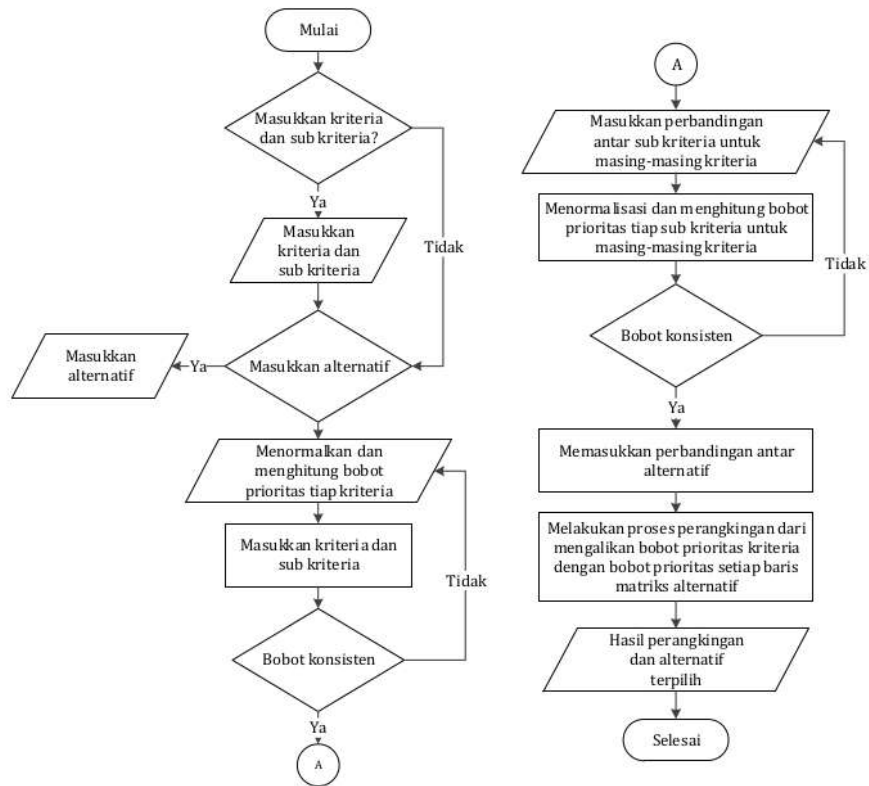 Mulai
Masukkan kriteria
dan sub kriteria?
Ya
Masukkan
kriteria dan
sub kriteria
Tidak
Masukkan alternatif
Ya
Masukkan
alternatif
Menormalkan dan
menghitung bobot
prioritas tiap kriteria
Masukkan kriteria dan
sub kriteria
Tidak
Bobot konsisten
Ya
A
A
Masukkan perbandingan
antar sub kriteria untuk
masing-masing kriteria
Menormalisasi dan menghitung bobot
prioritas tiap sub kriteria untuk
masing-masing kriteria
Tidak
Bobot konsisten
Ya
Memasukkan perbandingan antar
alternatif
Melakukan proses perangkingan dari
mengalikan bobot prioritas kriteria
dengan bobot prioritas setiap baris
matriks alternatif
Hasil perangkingan
dan alternatif
terpilih
Selesai